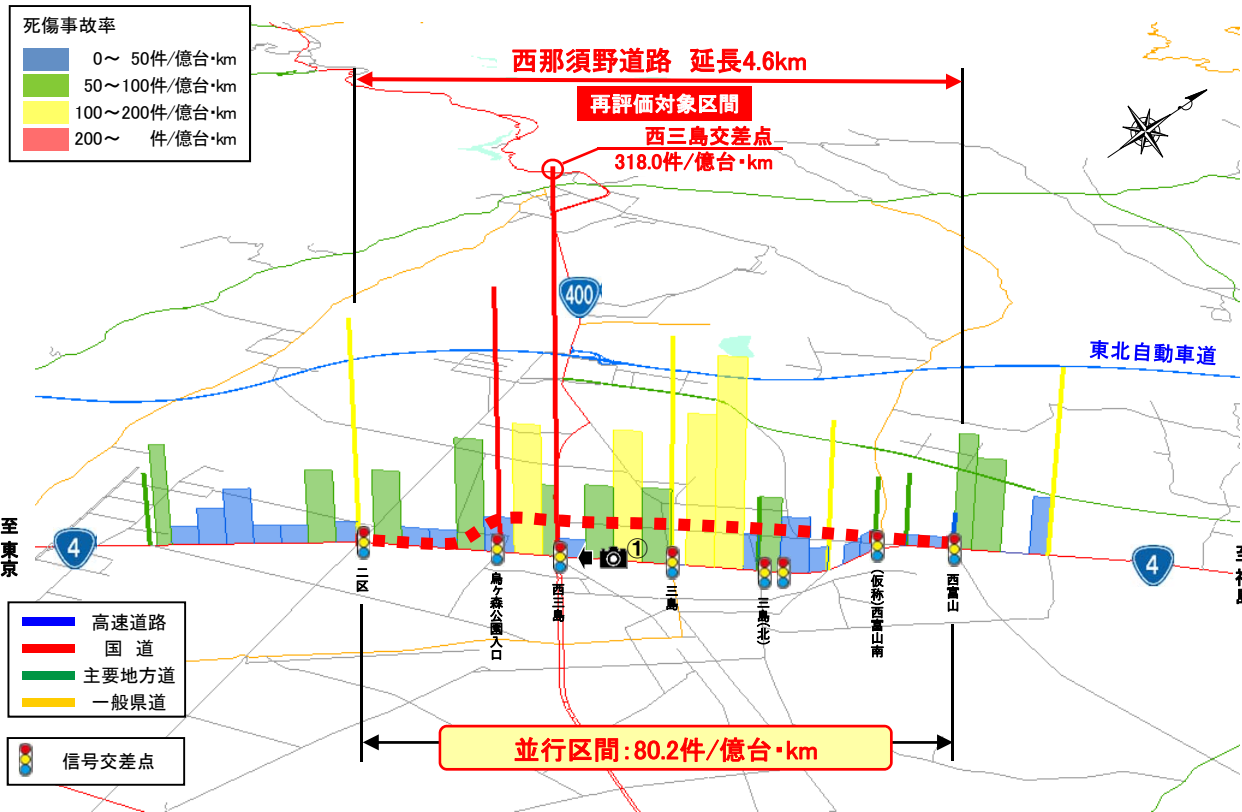 死傷事故率
0～ 50件/億台・km
50～100件/億台・km
100～200件/億台・km
200～ 件/億台・km
西那須野道路 延長4.6km
再評価対象区間
西三島交差点
318.0件/億台・km
400
東北自動車道
至東京
4
二区
烏ヶ森公園入口
西三島
①
三島
三島(北)
(仮称)西富山南
西富山
4
至福島
高速道路
国 道
主要地方道
一般県道
信号交差点
並行区間:80.2件/億台・km